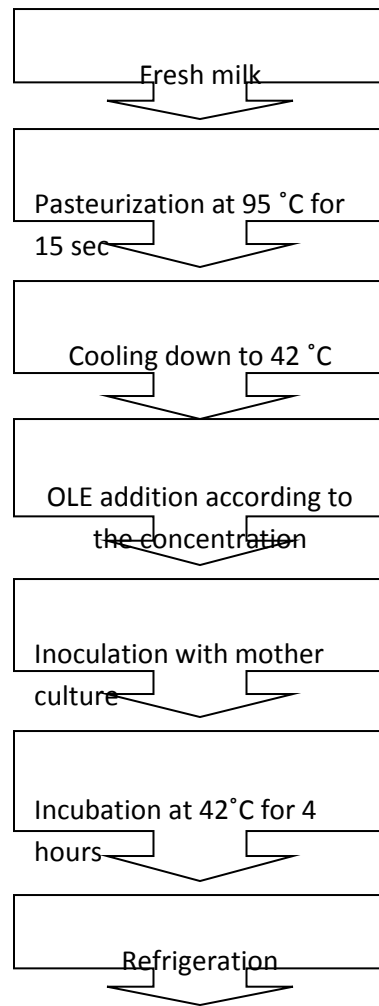 Fresh milk
Pasteurization at 95 ˚C for
15 sec
Cooling down to 42 ˚C
OLE addition according to
the concentration
Inoculation with mother
culture
Incubation at 42˚C for 4
hours
Refrigeration